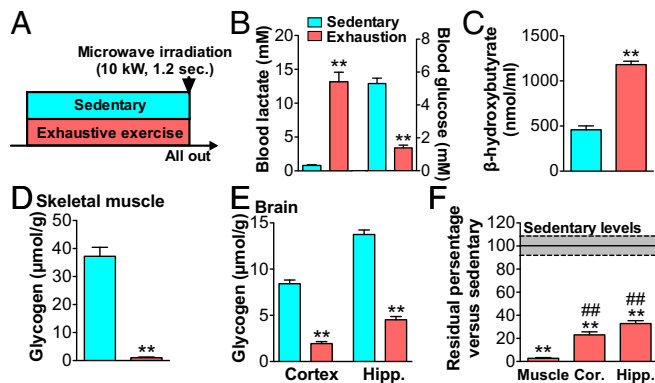 A
Microwave irradiation
(10 kW, 1.2 sec.)
Sedentary
Exhaustive exercise
All out
B
Sedentary
Exhaustion
Blood lactate (mM)
20
15
10
5
0
**
**
8
6
4
2
0
Blood glucose (mM)
C
β-hydroxybutyrate
(nmol/ml)
1500
1000
500
0
**
D
Skeletal muscle
Glycogen (µmol/g)
50
40
30
20
10
0
**
E
Brain
Glycogen (µmol/g)
15
10
5
0
**
**
Cortex
Hipp.
F
Residual percentage
versus sedentary
120
100
80
60
40
20
0
Sedentary levels
**
##
**
##
**
Muscle
Cor.
Hipp.